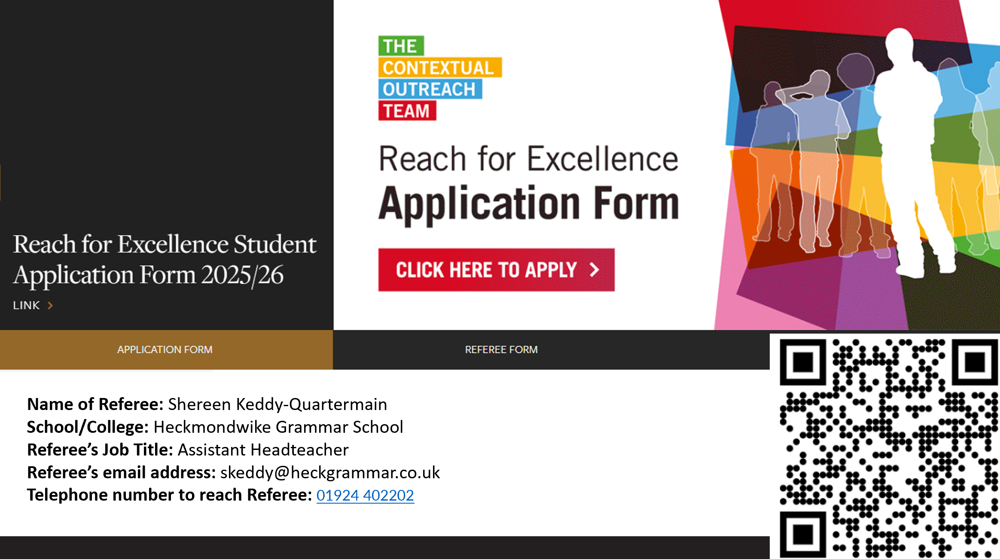 Reach for Excellence Student
Application Form 2025/26
LINK >
THE
CONTEXTUAL
OUTREACH
TEAM
Reach for Excellence
Application Form
CLICK HERE TO APPLY >
APPLICATION FORM
REFEREE FORM
Name of Referee: Shereen Keddy-Quartermain
School/College: Heckmondwike Grammar School
Referee’s Job Title: Assistant Headteacher
Referee’s email address: skeddy@heckgrammar.co.uk
Telephone number to reach Referee: 01924 402202